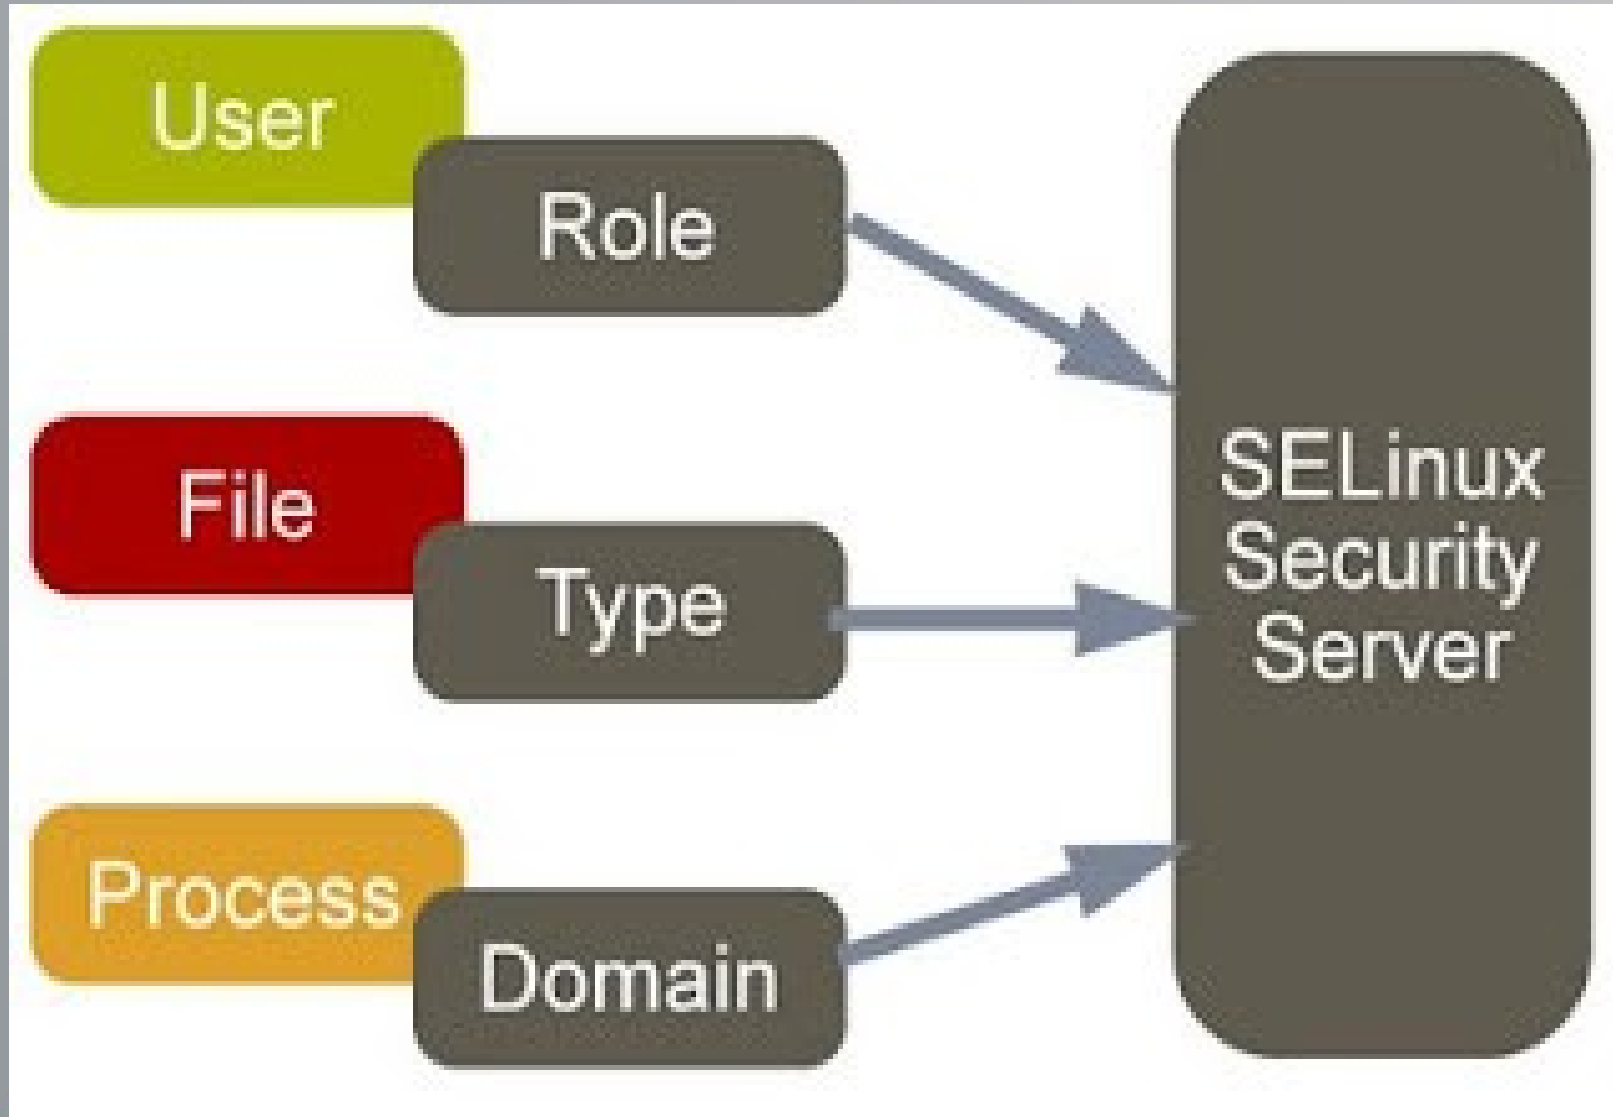 User
Role
File
Type
Process
Domain
SELinux
Security
Server